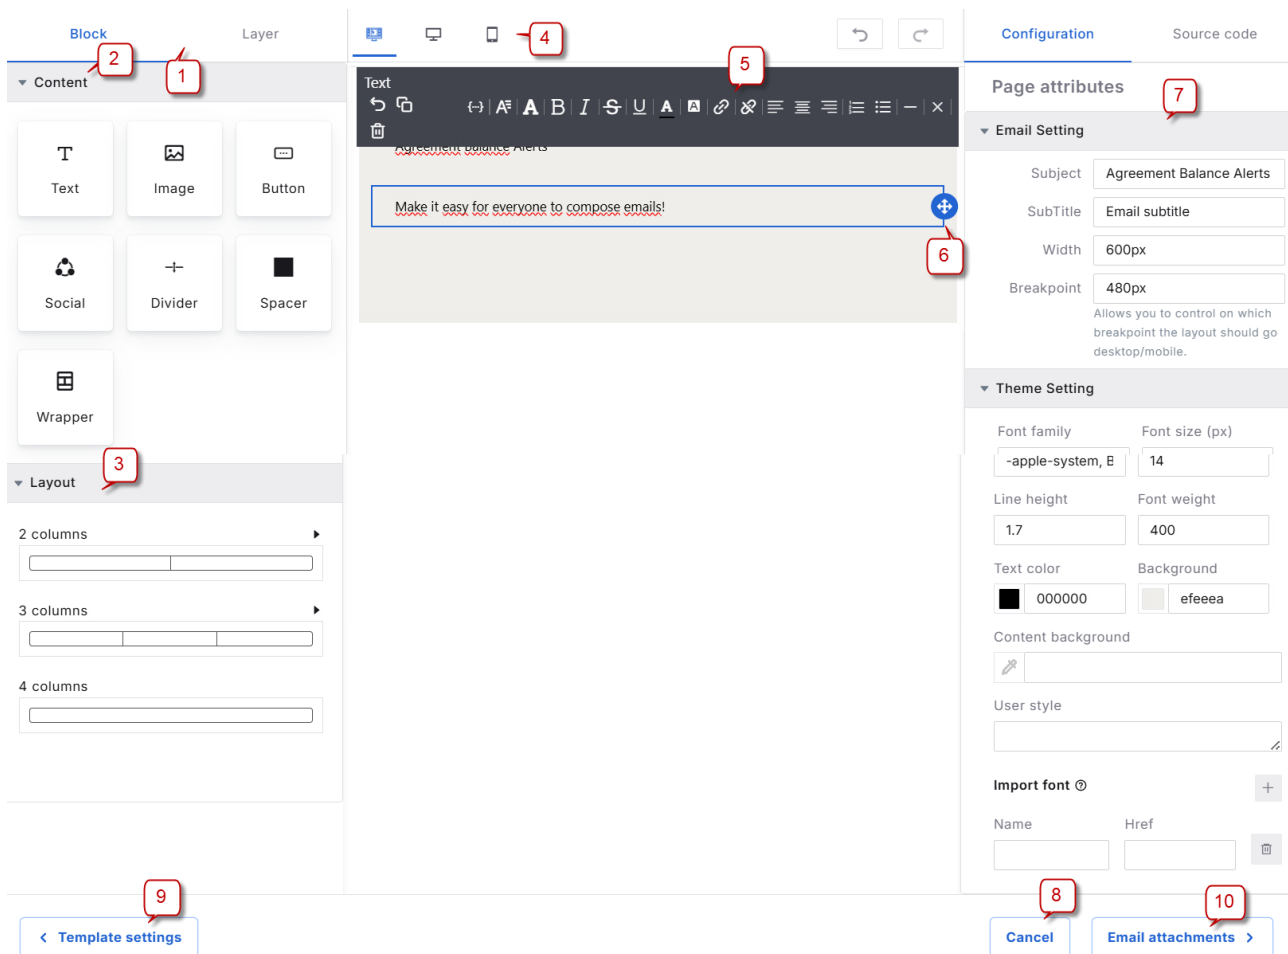 Block
Layer
2
1
Content
Text
Image
Button
Social
Divider
Spacer
Wrapper
3
Layout
2 columns
3 columns
4 columns
4
Text
5
Agreement Balance Alerts
Make it easy for everyone to compose emails!
6
Configuration
Source code
Page attributes
7
Email Setting
Subject Agreement Balance Alerts
SubTitle Email subtitle
Width 600px
Breakpoint 480px
Allows you to control on which
breakpoint the layout should go
desktop/mobile.
Theme Setting
Font family Font size (px)
-apple-system, B 14
Line height Font weight
1.7 400
Text color Background
000000 efeeea
Content background
User style
Import font
Name Href
9
Template settings
8
Cancel
10
Email attachments